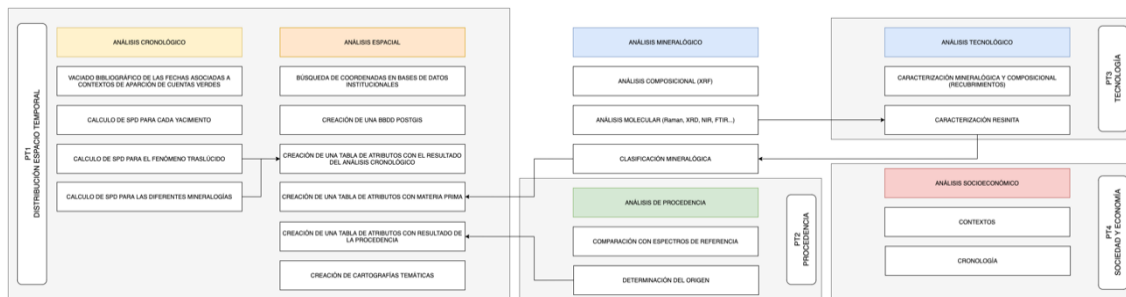 PT1
DISTRIBUCIÓN ESPACIO TEMPORAL
ANÁLISIS CRONOLÓGICO
VACIADO BIBLIOGRÁFICO DE LAS FECHAS ASOCIADAS A
CONTEXTOS DE APARICIÓN DE CUENTAS VERDES
CALCULO DE SPD PARA CADA YACIMIENTO
CALCULO DE SPD PARA EL FENÓMENO TRASLÚCIDO
CALCULO DE SPD PARA LAS DIFERENTES MINERALOGÍAS
ANÁLISIS ESPACIAL
BÚSQUEDA DE COORDENADAS EN BASES DE DATOS
INSTITUCIONALES
CREACIÓN DE UNA BBDD POSTGIS
CREACIÓN DE UNA TABLA DE ATRIBUTOS CON EL RESULTADO
DEL ANÁLISIS CRONOLÓGICO
CREACIÓN DE UNA TABLA DE ATRIBUTOS CON MATERIA PRIMA
CREACIÓN DE UNA TABLA DE ATRIBUTOS CON RESULTADO DE
LA PROCEDENCIA
CREACIÓN DE CARTOGRAFÍAS TEMÁTICAS
ANÁLISIS MINERALÓGICO
ANÁLISIS COMPOSICIONAL (XRF)
ANÁLISIS MOLECULAR (Raman, XRD, NIR, FTIR...)
CLASIFICACIÓN MINERALÓGICA
ANÁLISIS DE PROCEDENCIA
COMPARACIÓN CON ESPECTROS DE REFERENCIA
DETERMINACIÓN DEL ORIGEN
PT2
PROCEDENCIA
ANÁLISIS TECNOLÓGICO
CARACTERIZACIÓN MINERALÓGICA Y COMPOSICIONAL
(RECUBRIMIENTOS)
CARACTERIZACIÓN RESINITA
PT3
TECNOLOGÍA
ANÁLISIS SOCIOECONÓMICO
CONTEXTOS
CRONOLOGÍA
PT4
SOCIEDAD Y ECONOMÍA